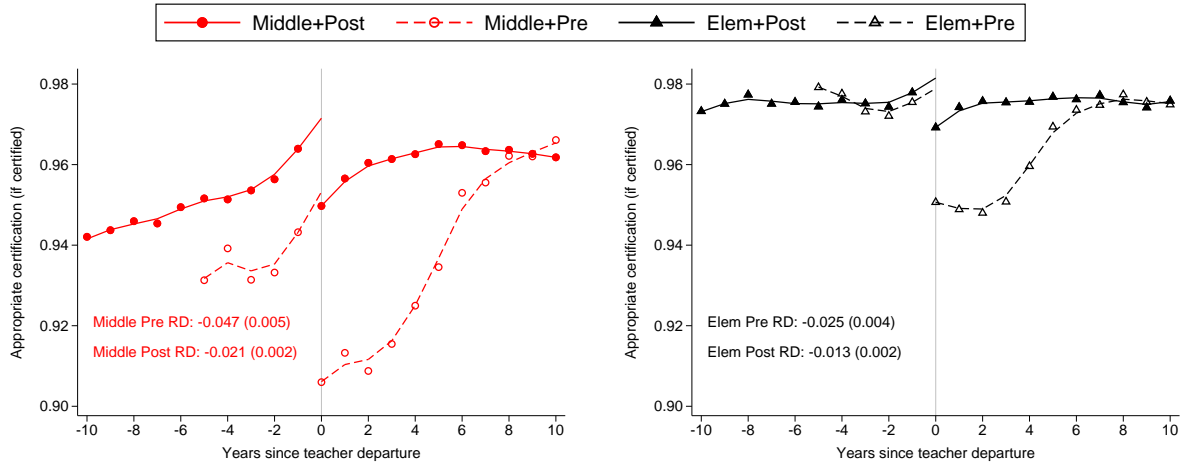 Middle+Post Middle+Pre Elem+Post Elem+Pre
Appropriate certification (if certified)
0.98
0.96
0.94
0.92
0.90
Middle Pre RD: -0.047 (0.005)
Middle Post RD: -0.021 (0.002)
-10 -8 -6 -4 -2 0 2 4 6 8 10
Years since teacher departure
Appropriate certification (if certified)
0.98
0.96
0.94
0.92
0.90
Elem Pre RD: -0.025 (0.004)
Elem Post RD: -0.013 (0.002)
-10 -8 -6 -4 -2 0 2 4 6 8 10
Years since teacher departure